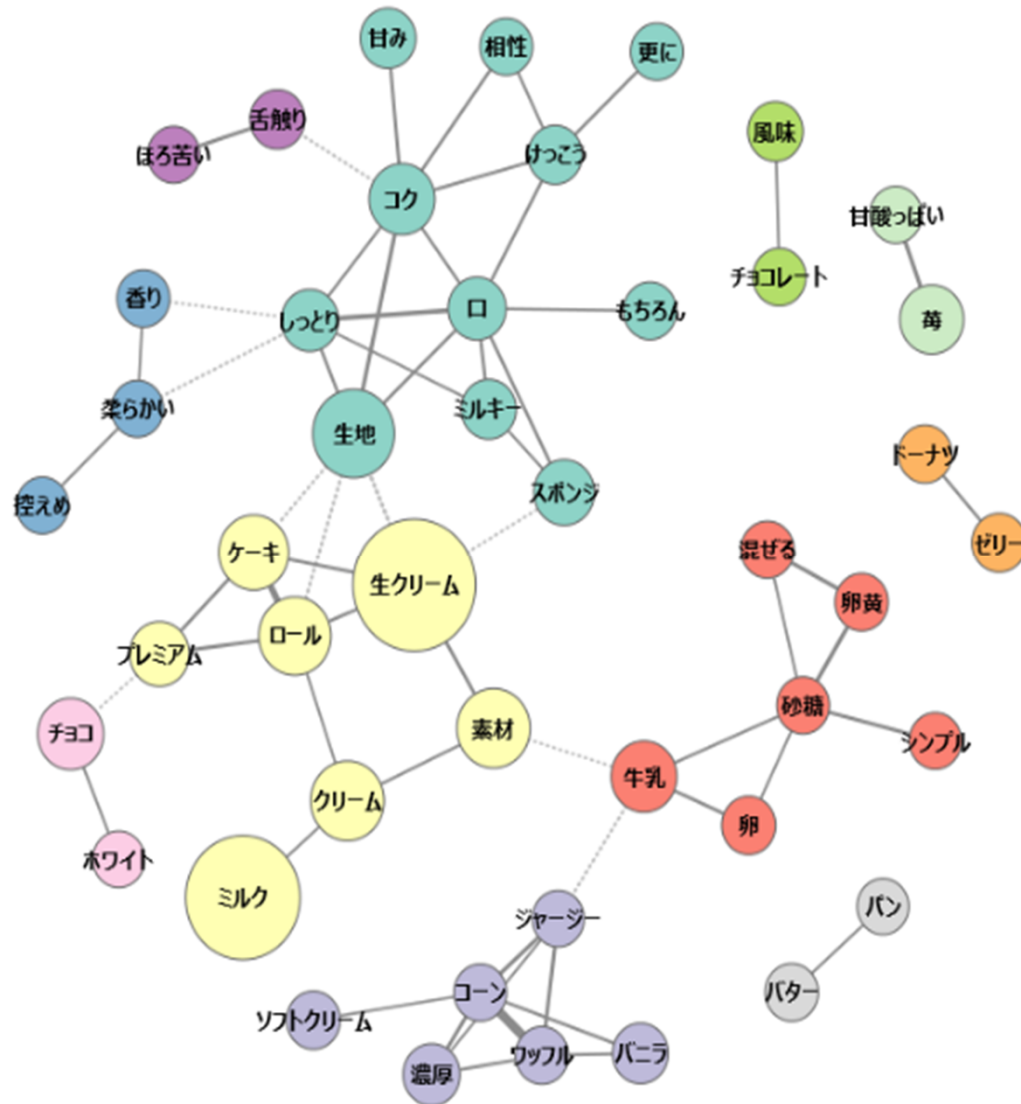 甘み
相性
更に
舌触り
ほろ苦い
風味
けっこう
コク
甘酸っぱい
チョコレート
香り
しっとり
口
もちろん
苺
柔らかい
ミルキー
生地
ドーナツ
控えめ
スポンジ
ゼリー
ケーキ
混ぜる
生クリーム
卵黄
ロール
プレミアム
砂糖
チョコ
素材
シンプル
牛乳
クリーム
卵
ホワイト
ミルク
ジャージー
パン
コーン
バター
ソフトクリーム
ワッフル
バニラ
濃厚